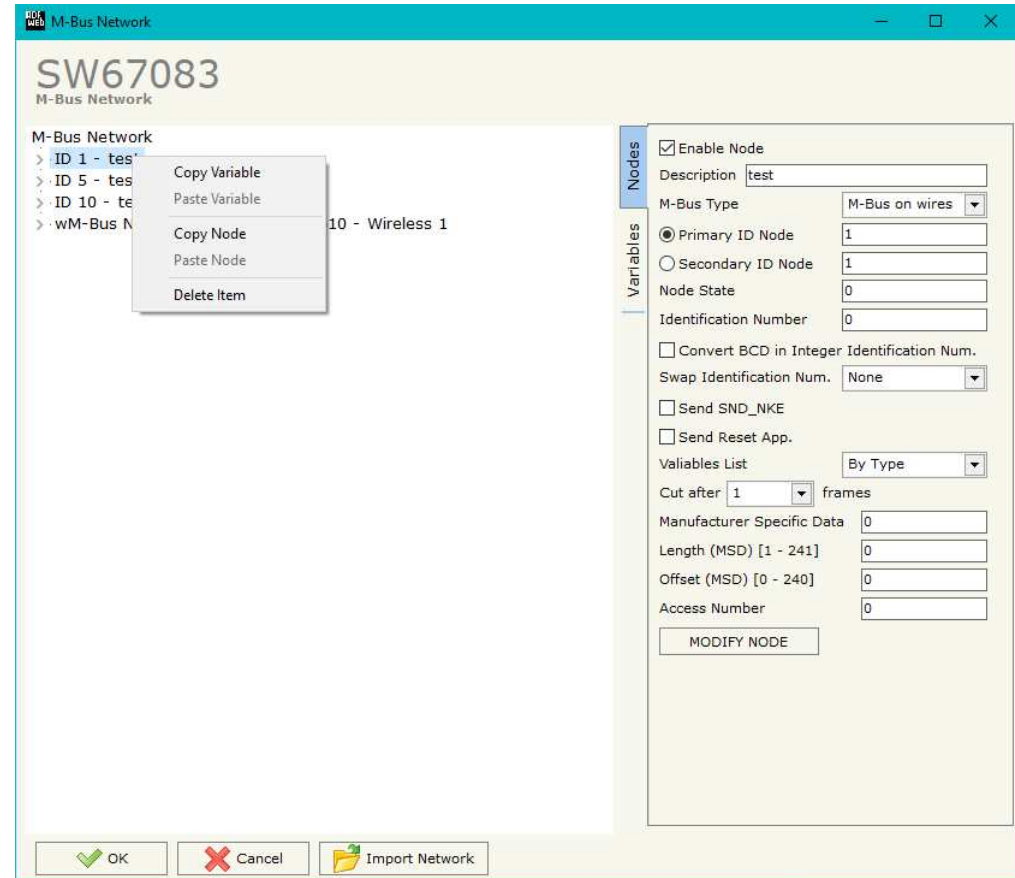 ADF
WEB
M-Bus Network
SW67083
M-Bus Network
M-Bus Network
ID 1 - test
ID 5 - tes
ID 10 - te
wM-Bus N 10 - Wireless 1
Copy Variable
Paste Variable
Copy Node
Paste Node
Delete Item
Nodes
Variables
Enable Node
Description test
M-Bus Type M-Bus on wires
Primary ID Node 1
Secondary ID Node 1
Node State 0
Identification Number 0
Convert BCD in Integer Identification Num.
Swap Identification Num. None
Send SND_NKE
Send Reset App.
Valiables List By Type
Cut after 1 frames
Manufacturer Specific Data 0
Length (MSD) [1 - 241] 0
Offset (MSD) [0 - 240] 0
Access Number 0
MODIFY NODE
OK Cancel Import Network